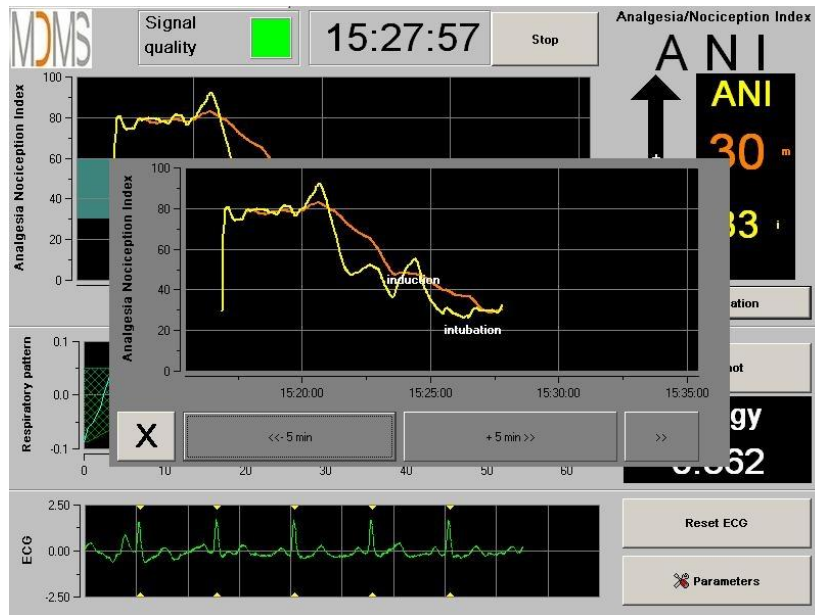 MDMS
Signal
quality
15:27:57
Stop
Analgesia/Nociception Index
ANI
ANI
30 m
33 i
Analgesia Nociception Index
100
80
60
40
20
0
Analgesia Nociception Index
100
80
60
40
20
0
induction
intubation
15:20:00
15:25:00
15:30:00
15:35:00
X
<<- 5 min
+ 5 min >>
>>
ation
ot
gy
Respiratory pattern
0.1
0.0
-0.1
0
10
20
30
40
50
60
ECG
2.50
0.00
-2.50
Reset ECG
Parameters